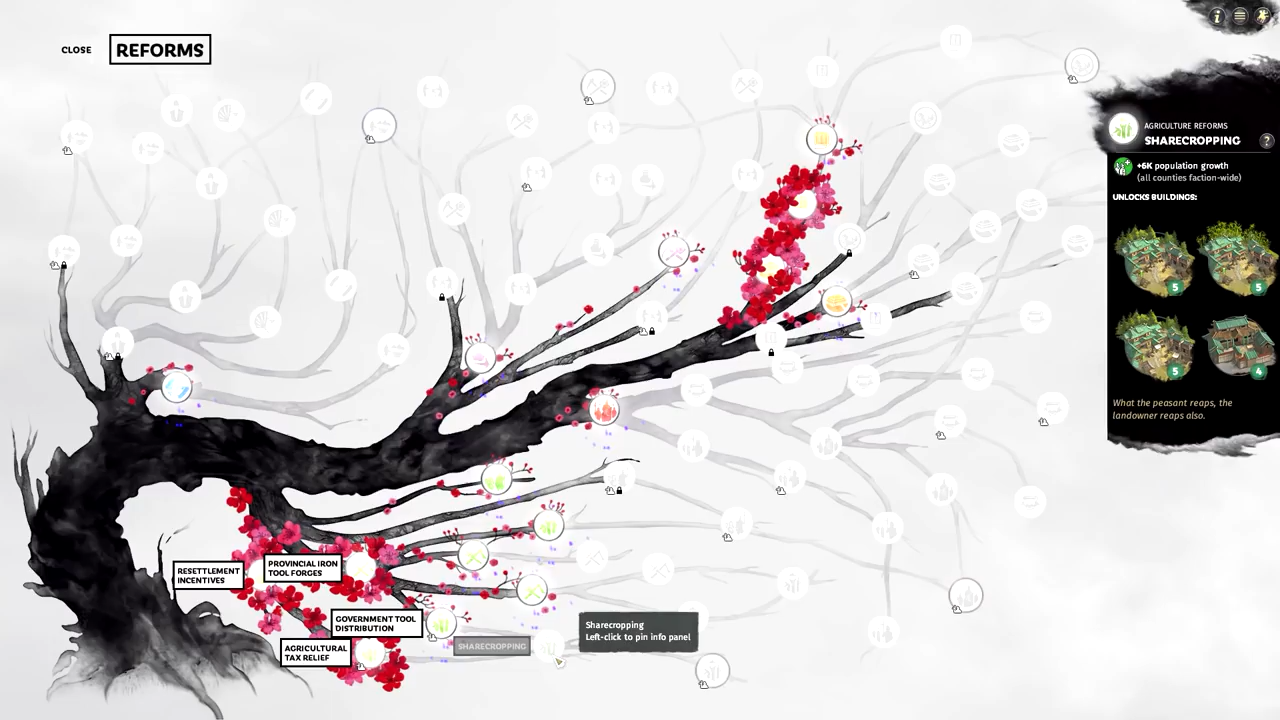 CLOSE
REFORMS
AGRICULTURE REFORMS
SHARECROPPING
?
+6K population growth
(all counties faction-wide)
UNLOCKS BUILDINGS:
5
5
5
4
What the peasant reaps, the
landowner reaps also.
RESETTLEMENT
INCENTIVES
PROVINCIAL IRON
TOOL FORGES
GOVERNMENT TOOL
DISTRIBUTION
AGRICULTURAL
TAX RELIEF
SHARECROPPING
Sharecropping
Left-click to pin info panel